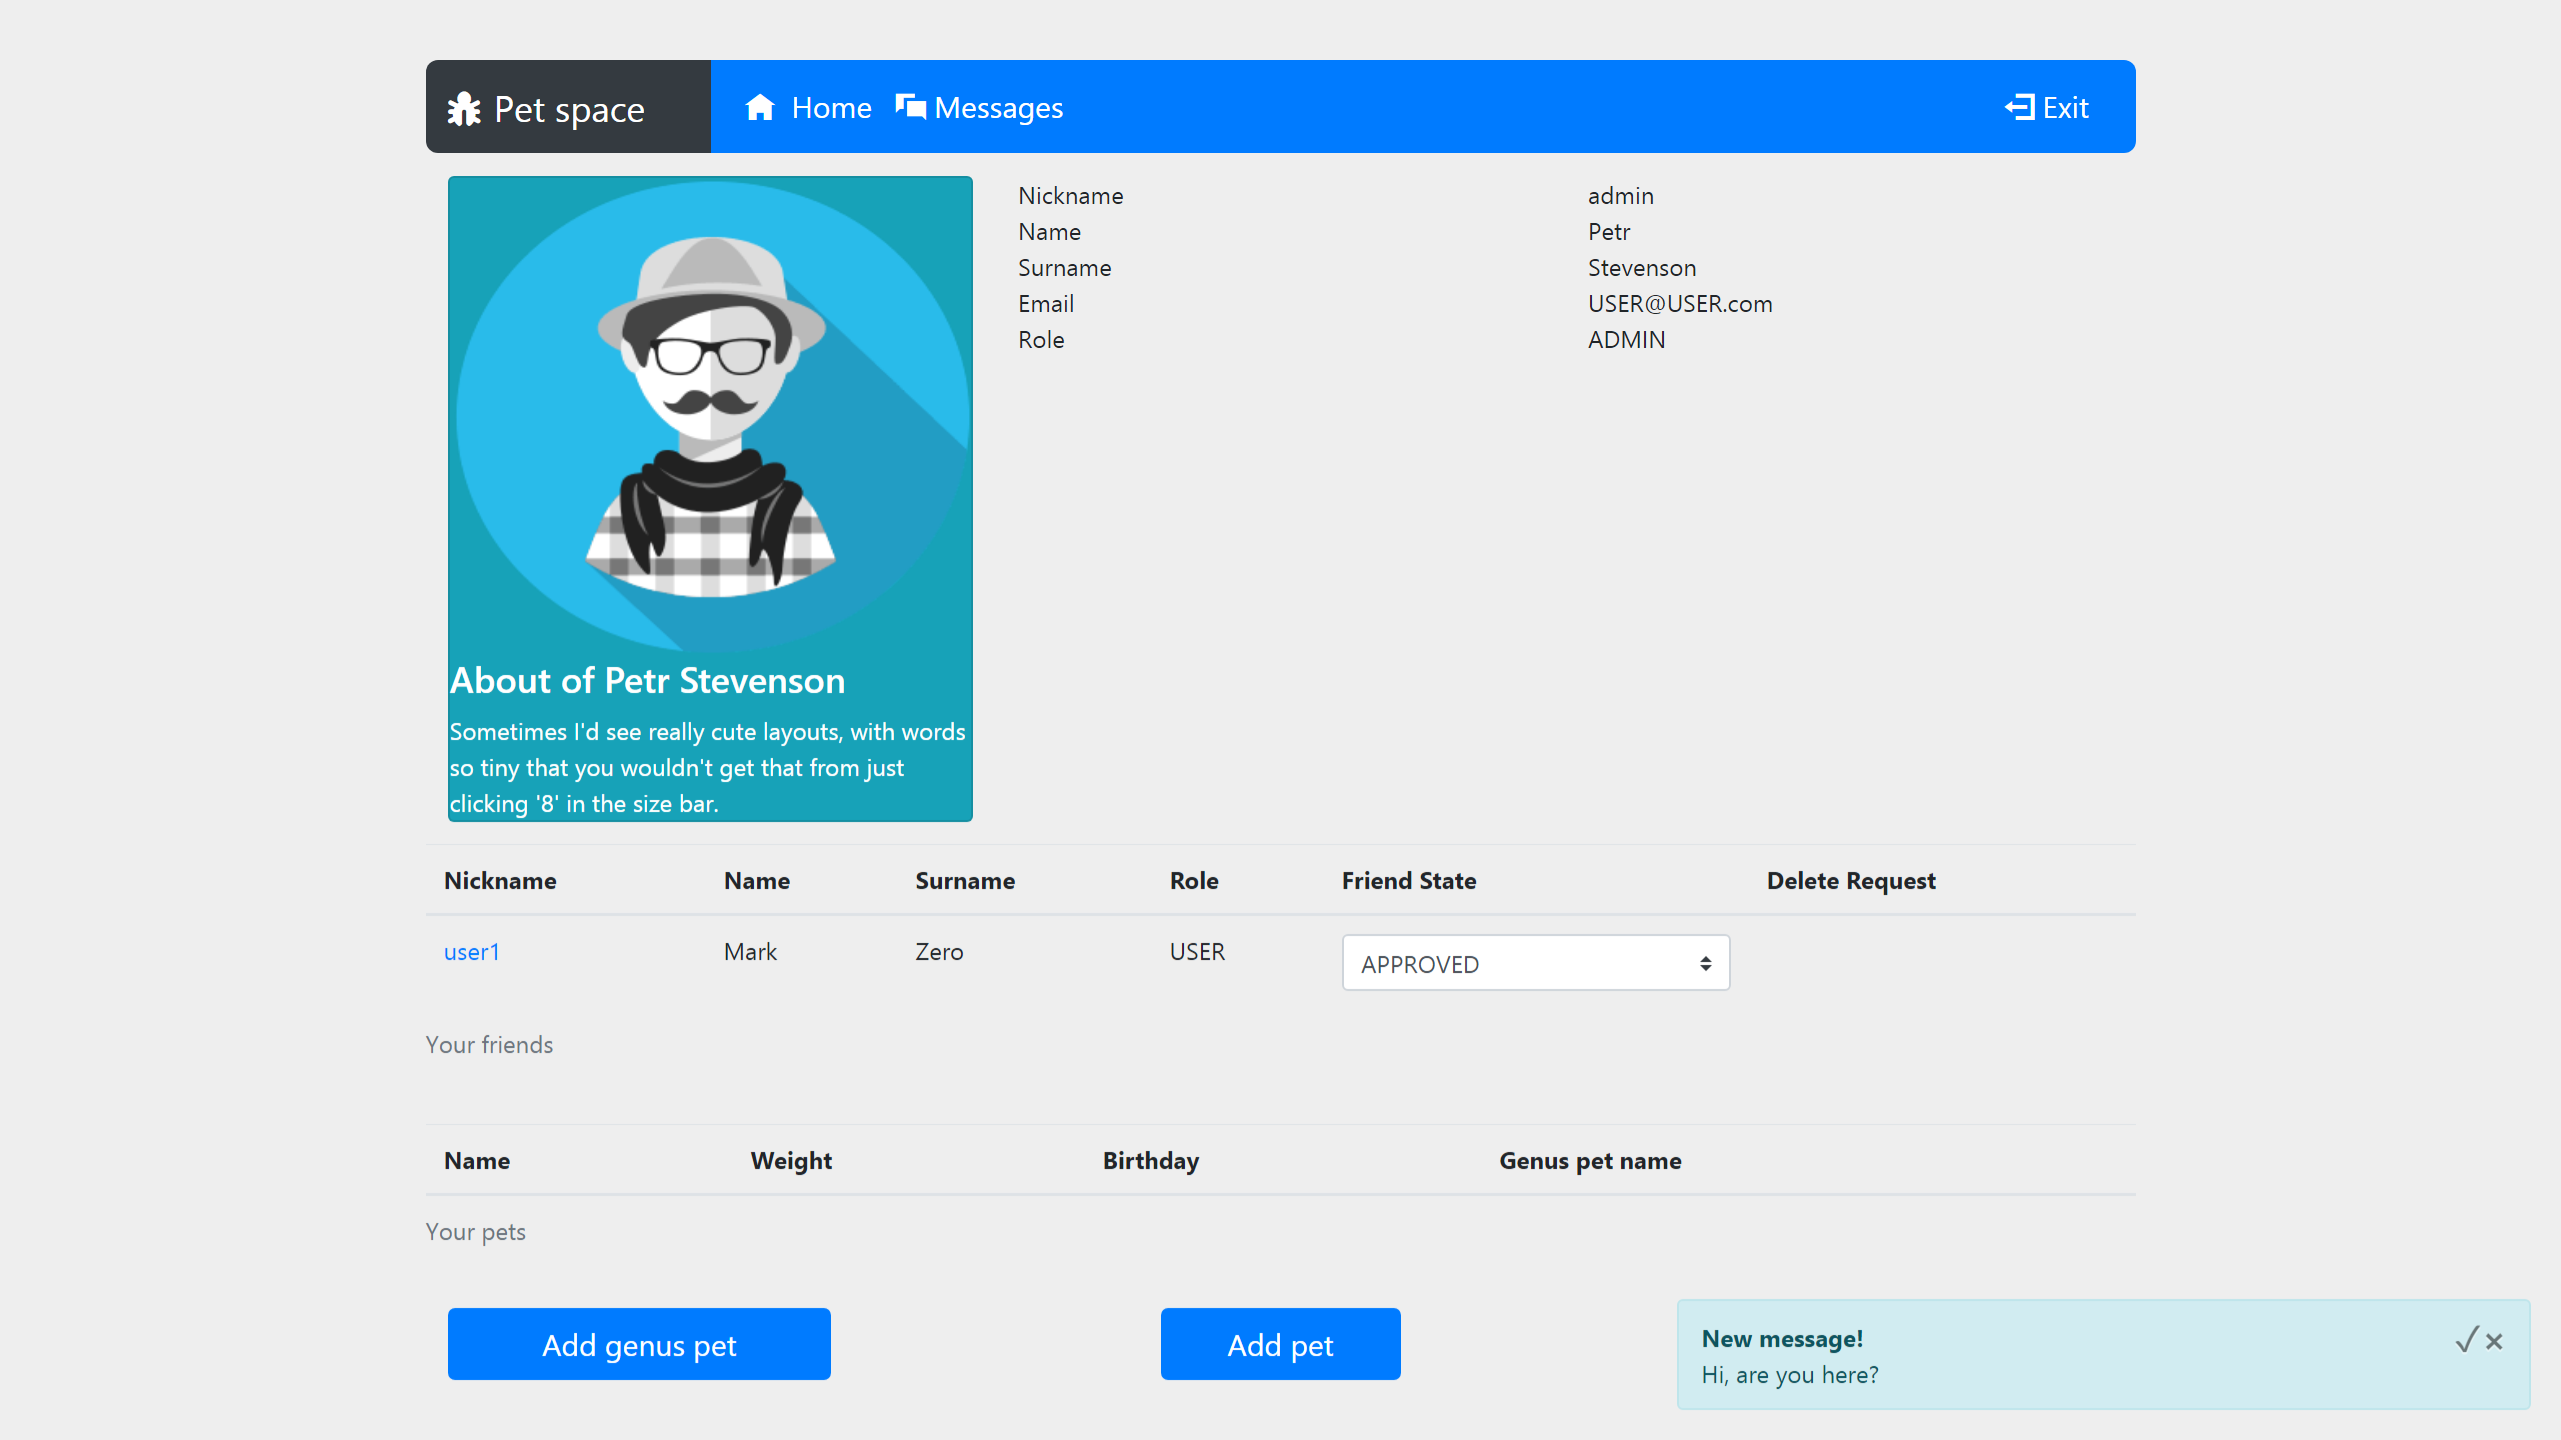 Pet space
Home
Messages
Exit
Nickname admin
Name Petr
Surname Stevenson
Email USER@USER.com
Role ADMIN
About of Petr Stevenson
Sometimes I'd see really cute layouts, with words
so tiny that you wouldn't get that from just
clicking '8' in the size bar.
Nickname Name Surname Role Friend State Delete Request
user1 Mark Zero USER APPROVED
Your friends
Name Weight Birthday Genus pet name
Your pets
Add genus pet
Add pet
New message!
Hi, are you here?